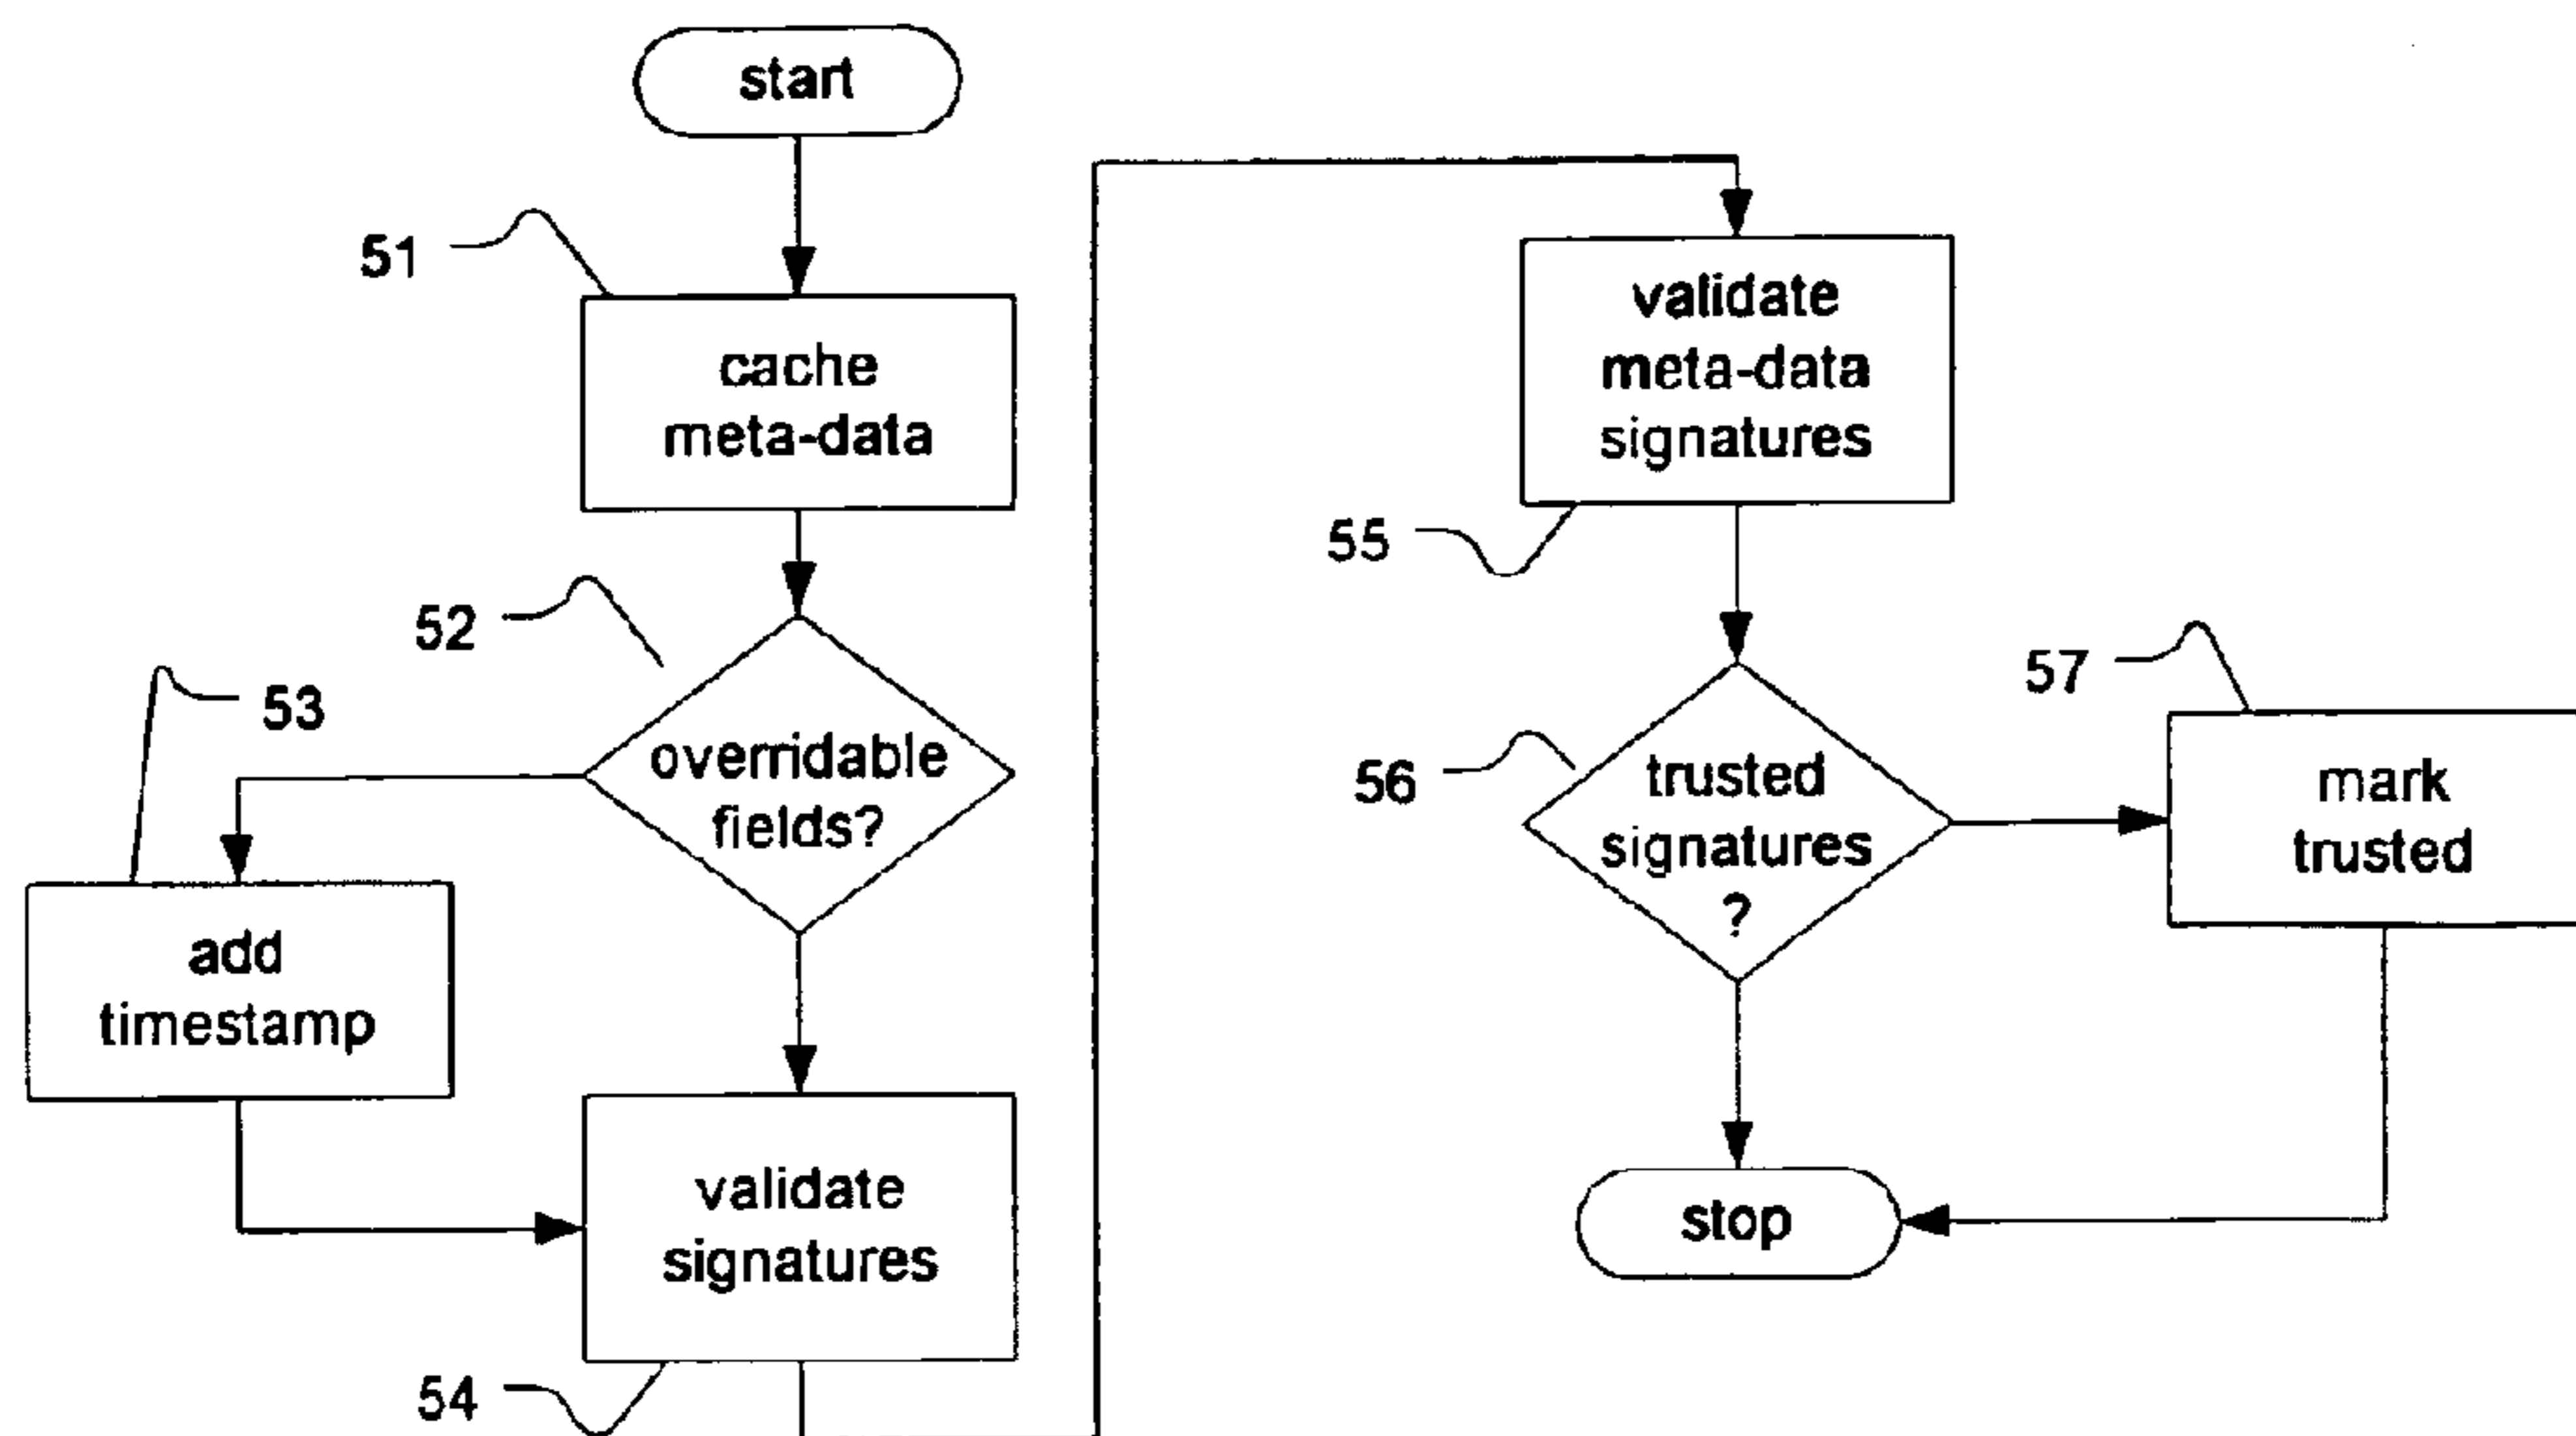 start
51
cache
meta-data
52
overridable
fields?
53
add
timestamp
validate
signatures
54
validate
meta-data
signatures
55
56
trusted
signatures
?
57
mark
trusted
stop